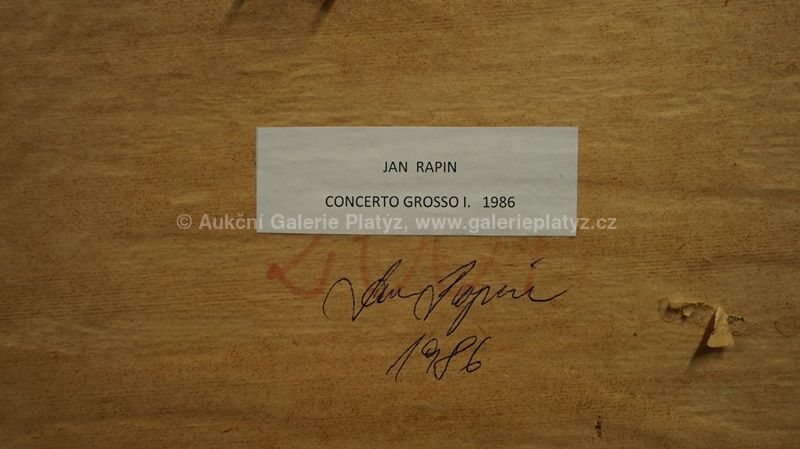 JAN RAPIN
CONCERTO GROSSO I. 1986
© Aukční Galerie Platýz, www.galerieplatyz.cz
Jan Rapin
1986